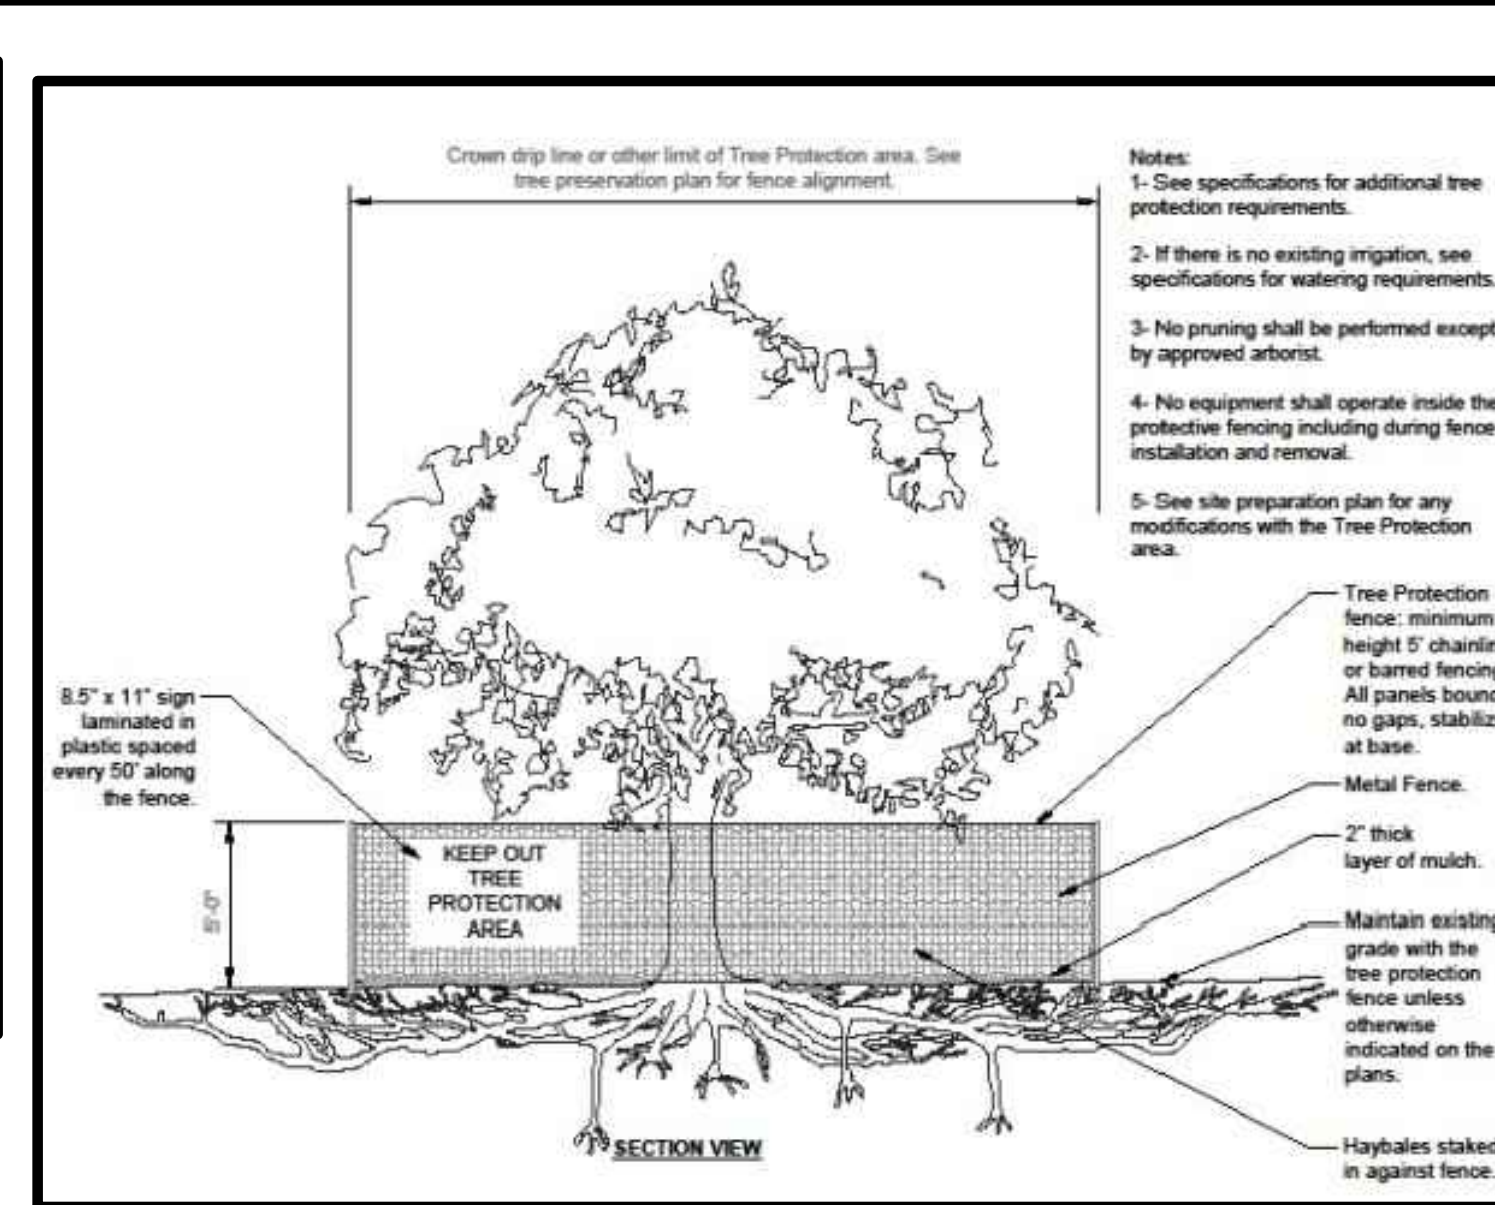 Crown drip line or other limit of Tree Protection area. See
tree preservation plan for fence alignment.
Notes:
1- See specifications for additional tree
protection requirements.
2- If there is no existing irrigation, see
specifications for watering requirements.
3- No pruning shall be performed except
by approved arborist.
4- No equipment shall operate inside the
protective fencing including during fence
installation and removal.
5- See site preparation plan for any
modifications with the Tree Protection
area.
Tree Protection
fence: minimum
height 5' chainlin
or barred fencing
All panels bound
no gaps, stabiliz
at base.
Metal Fence.
2" thick
layer of mulch.
Maintain existing
grade with the
tree protection
fence unless
otherwise
indicated on the
plans.
Haybales staked
in against fence.
8.5" x 11" sign
laminated in
plastic spaced
every 50' along
the fence.
KEEP OUT
TREE
PROTECTION
AREA
SECTION VIEW